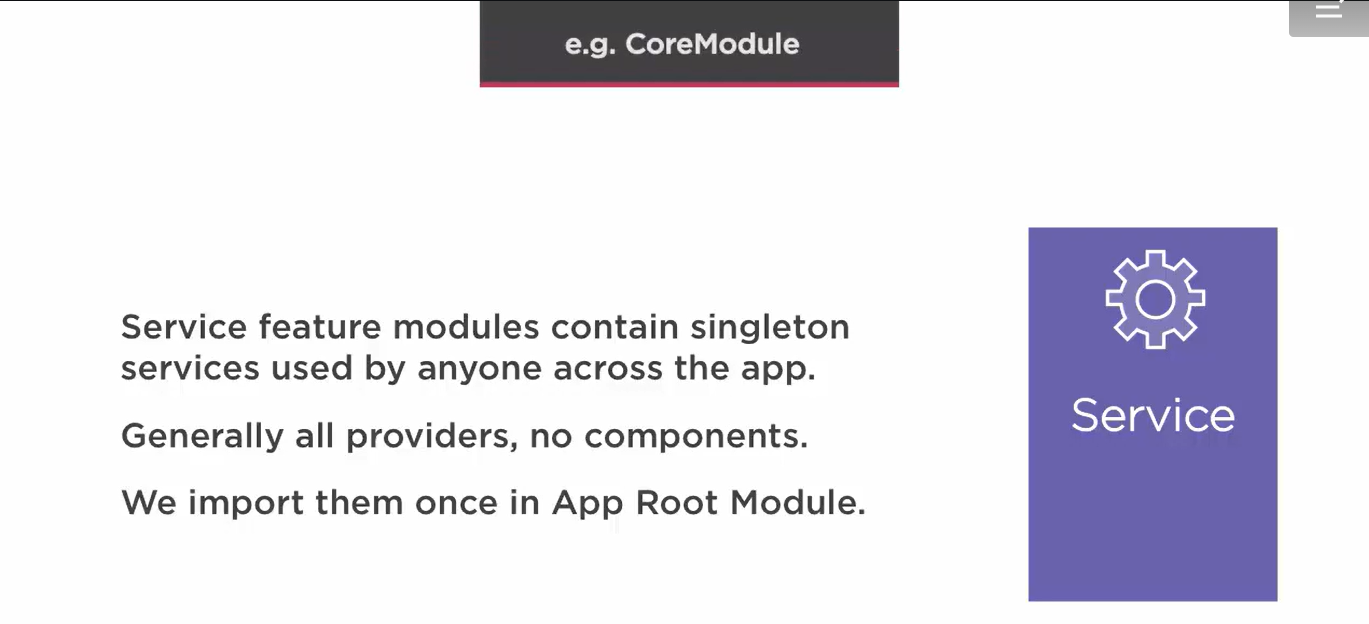 e.g. CoreModule
Service feature modules contain singleton
services used by anyone across the app.
Generally all providers, no components.
We import them once in App Root Module.
Service